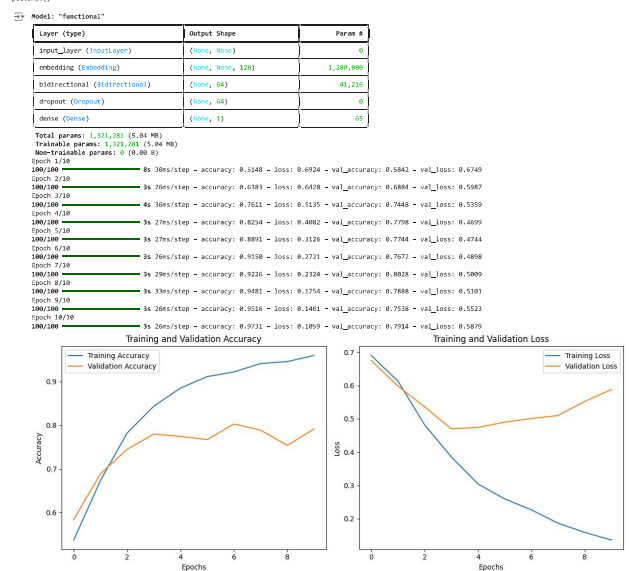 Model: "functional"
Layer (type) Output Shape Param #
input_layer (InputLayer) (None, None) 0
embedding (Embedding) (None, None, 128) 1,280,000
bidirectional (Bidirectional) (None, 64) 41,216
dropout (Dropout) (None, 64) 0
dense (Dense) (None, 1) 65
Total params: 1,321,281 (5.04 MB)
Trainable params: 1,321,281 (5.04 MB)
Non-trainable params: 0 (0.00 B)
Epoch 1/10
100/100 8s 30ms/step - accuracy: 0.5148 - loss: 0.6924 - val_accuracy: 0.5842 - val_loss: 0.6749
Epoch 2/10
100/100 3s 26ms/step - accuracy: 0.6383 - loss: 0.6428 - val_accuracy: 0.6884 - val_loss: 0.5987
Epoch 3/10
100/100 4s 36ms/step - accuracy: 0.7611 - loss: 0.5135 - val_accuracy: 0.7448 - val_loss: 0.5359
Epoch 4/10
100/100 3s 27ms/step - accuracy: 0.8254 - loss: 0.4002 - val_accuracy: 0.7798 - val_loss: 0.4699
Epoch 5/10
100/100 3s 27ms/step - accuracy: 0.8891 - loss: 0.3126 - val_accuracy: 0.7744 - val_loss: 0.4744
Epoch 6/10
100/100 3s 26ms/step - accuracy: 0.9150 - loss: 0.2721 - val_accuracy: 0.7672 - val_loss: 0.4898
Epoch 7/10
100/100 3s 29ms/step - accuracy: 0.9226 - loss: 0.2324 - val_accuracy: 0.8028 - val_loss: 0.5009
Epoch 8/10
100/100 3s 33ms/step - accuracy: 0.9481 - loss: 0.1754 - val_accuracy: 0.7888 - val_loss: 0.5101
Epoch 9/10
100/100 3s 26ms/step - accuracy: 0.9516 - loss: 0.1461 - val_accuracy: 0.7538 - val_loss: 0.5523
Epoch 10/10
100/100 3s 26ms/step - accuracy: 0.9731 - loss: 0.1059 - val_accuracy: 0.7914 - val_loss: 0.5879
Training and Validation Accuracy
Training Accuracy
Validation Accuracy
0.9
0.8
0.7
0.6
Accuracy
0 2 4 6 8
Epochs
Training and Validation Loss
Training Loss
Validation Loss
0.7
0.6
0.5
0.4
0.3
0.2
Loss
0 2 4 6 8
Epochs